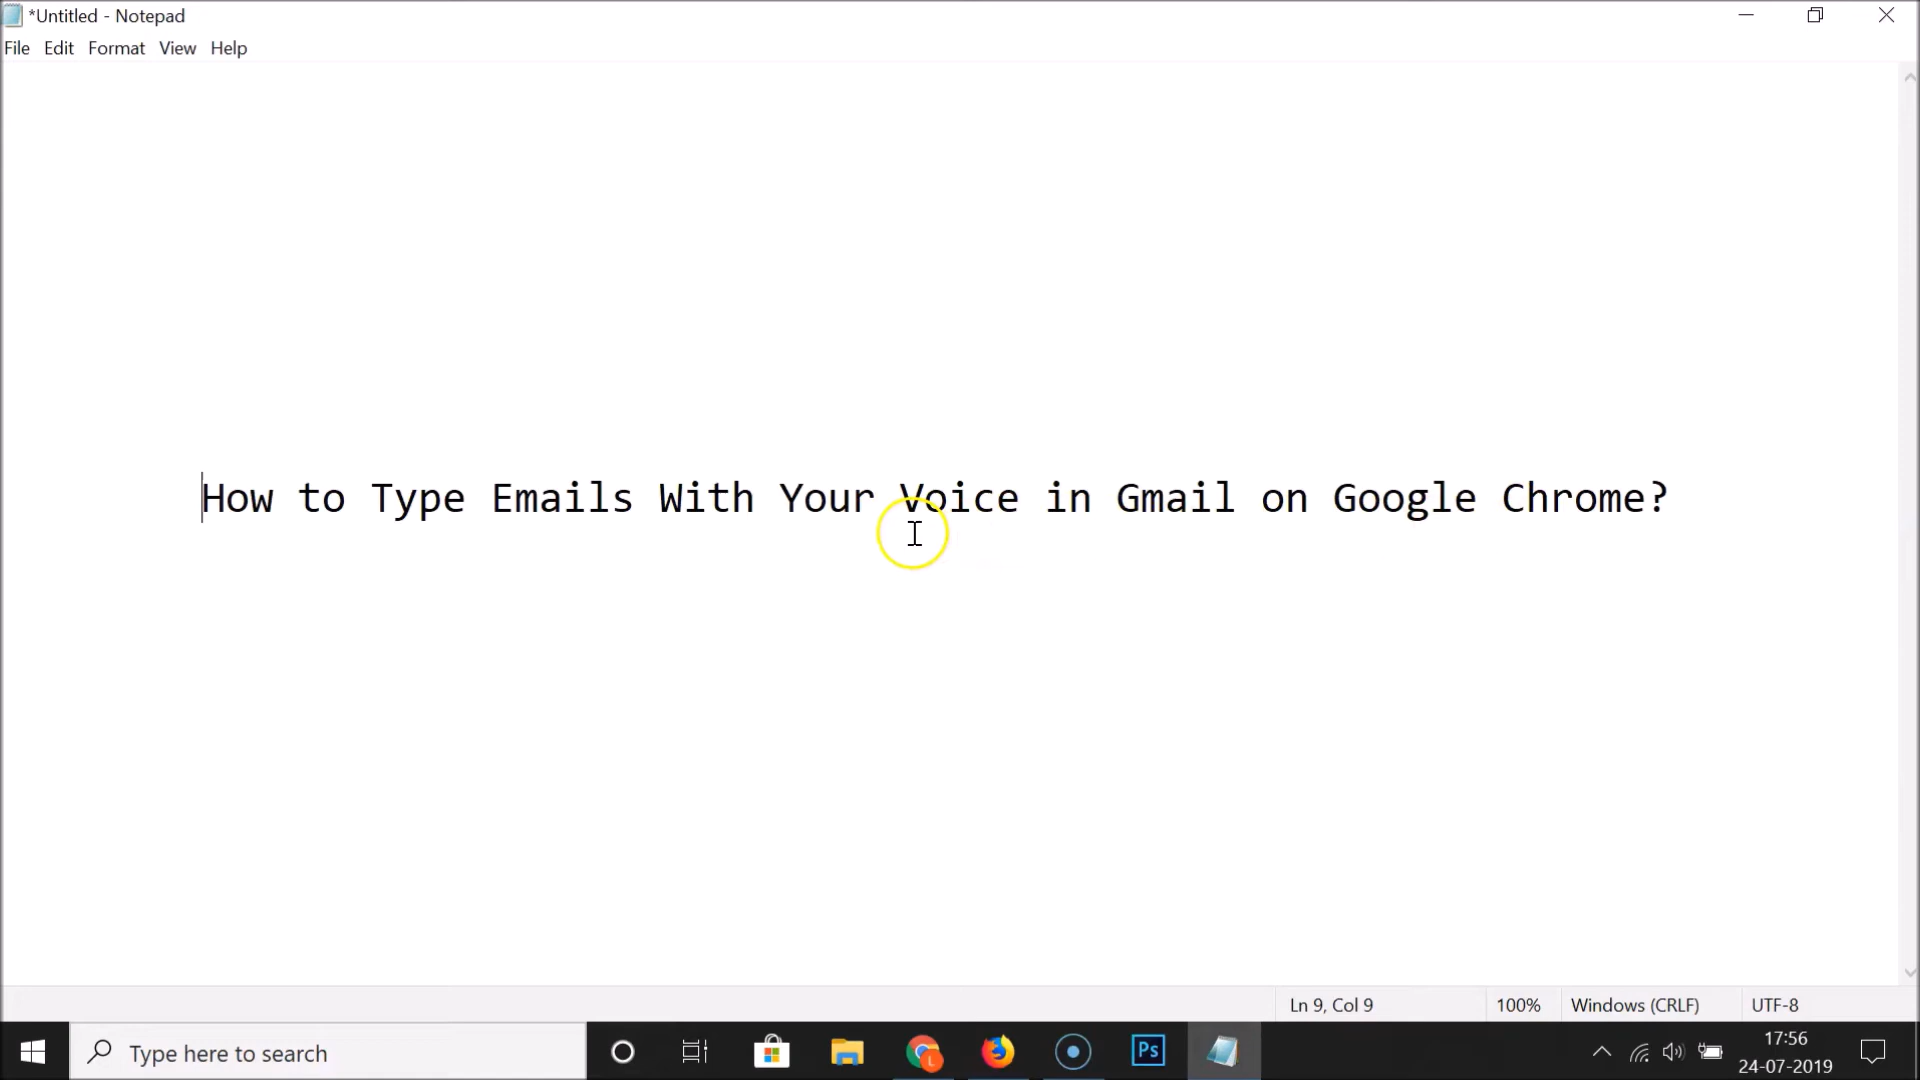 *Untitled - Notepad
File Edit Format View Help
How to Type Emails With Your Voice in Gmail on Google Chrome?
Ln 9, Col 9 100% Windows (CRLF) UTF-8
Type here to search
L
Ps
17:56
24-07-2019